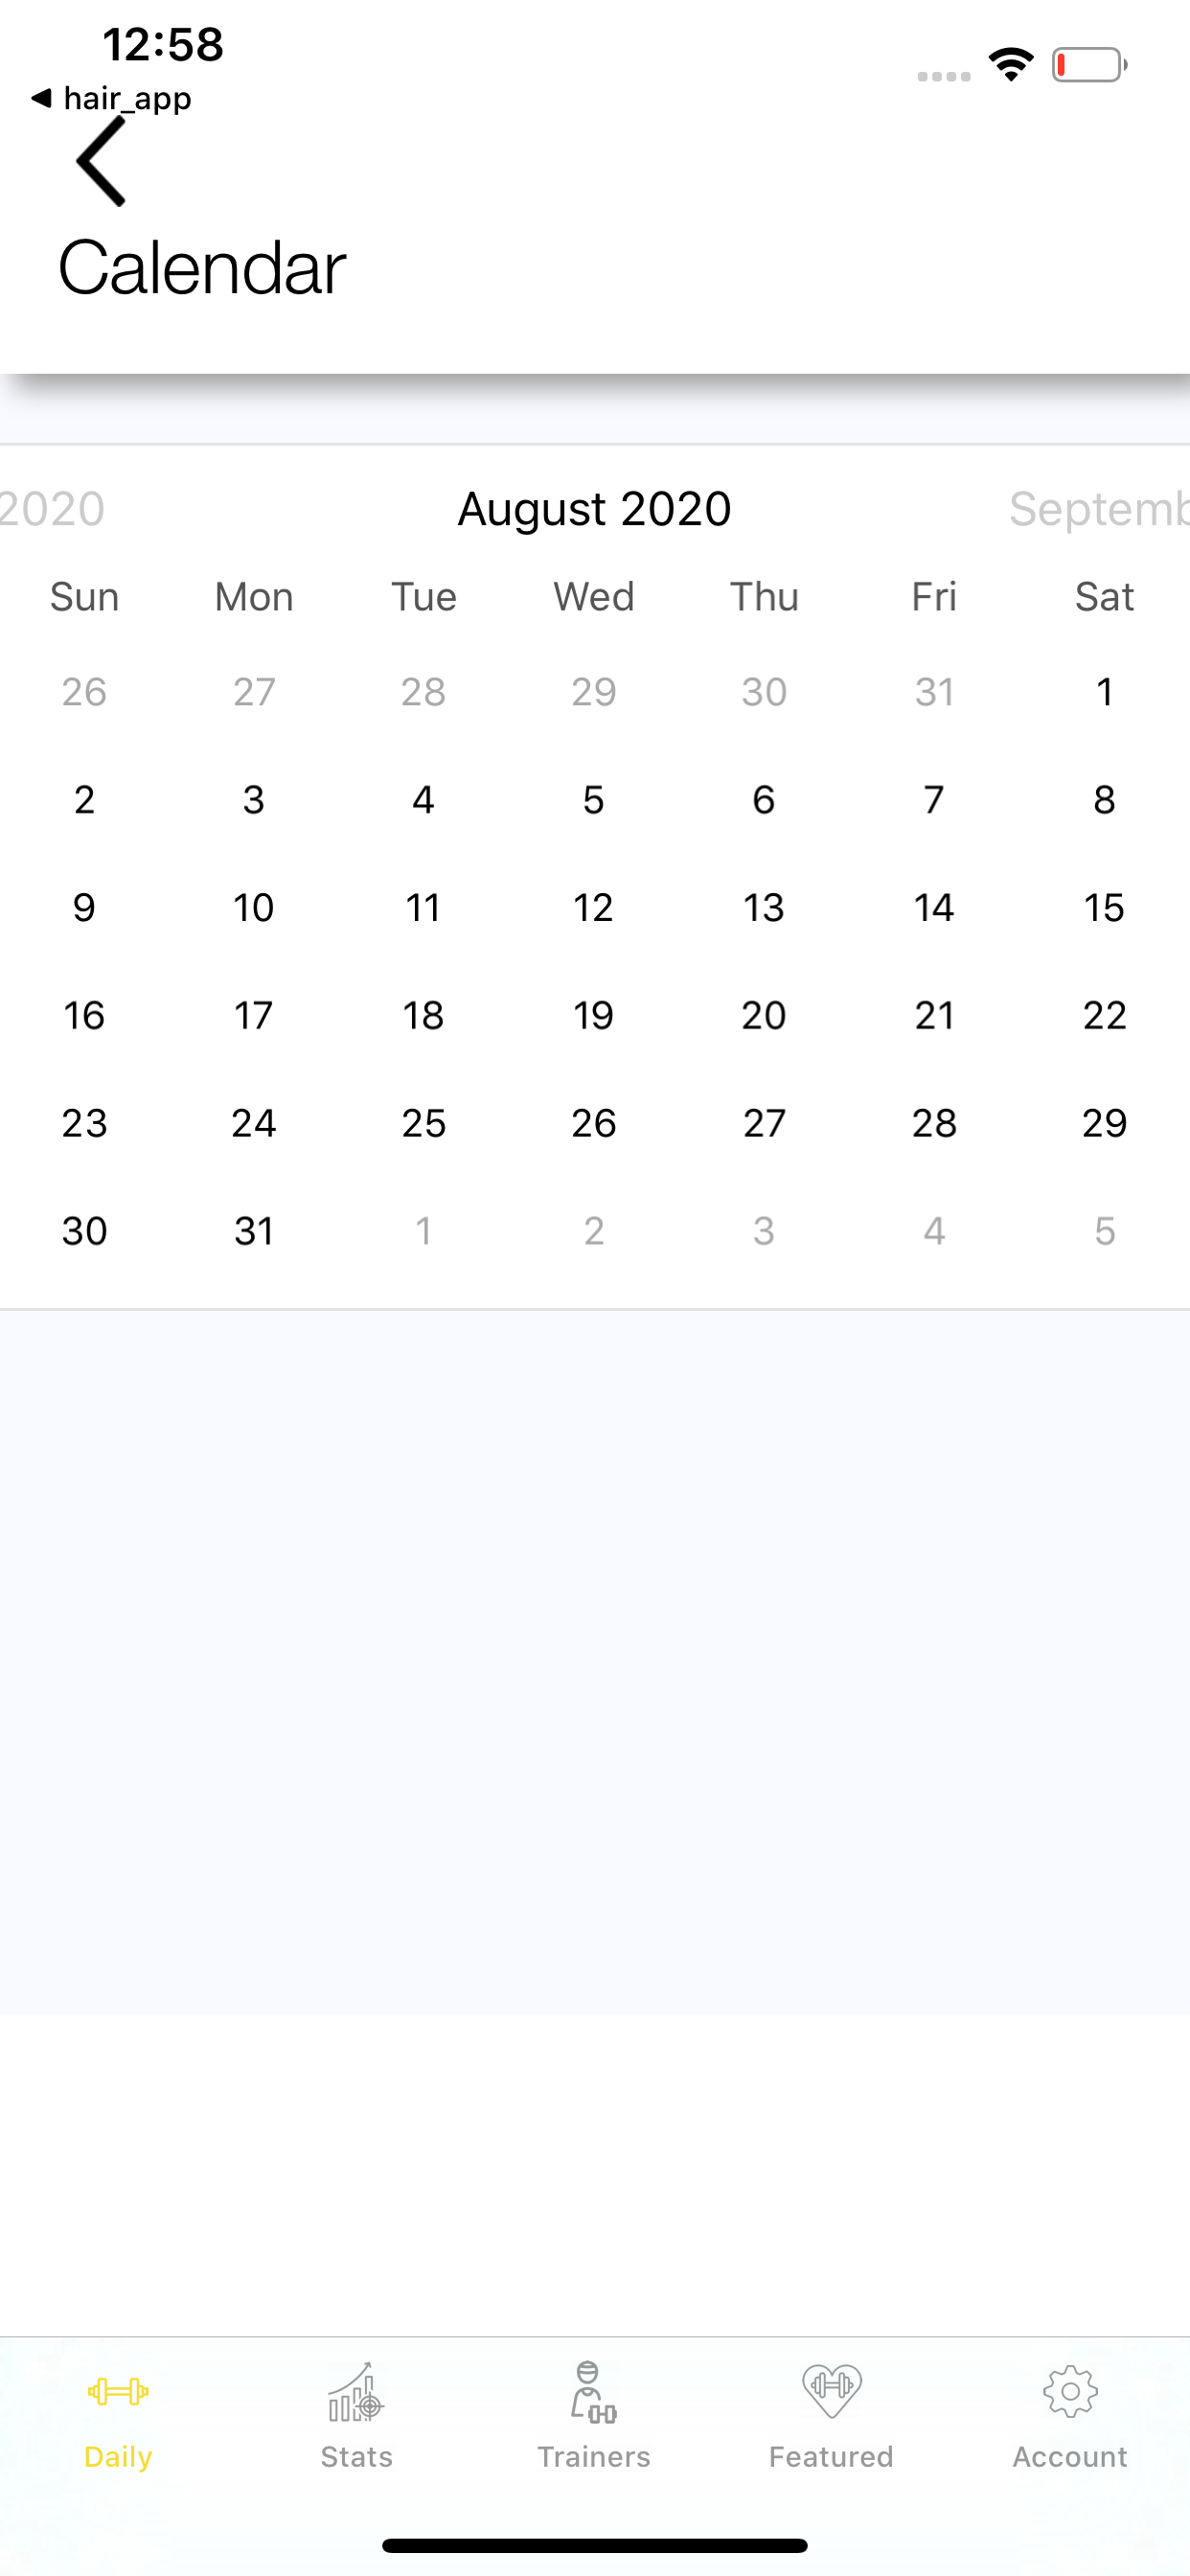 12:58
◀ hair_app
Calendar
2020 August 2020 Septemb
Sun Mon Tue Wed Thu Fri Sat
26 27 28 29 30 31 1
2 3 4 5 6 7 8
9 10 11 12 13 14 15
16 17 18 19 20 21 22
23 24 25 26 27 28 29
30 31 1 2 3 4 5
Daily Stats Trainers Featured Account